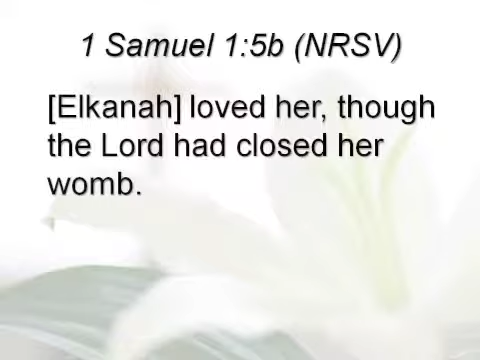 1 Samuel 1:5b (NRSV)
[Elkanah] loved her, though
the Lord had closed her
womb.